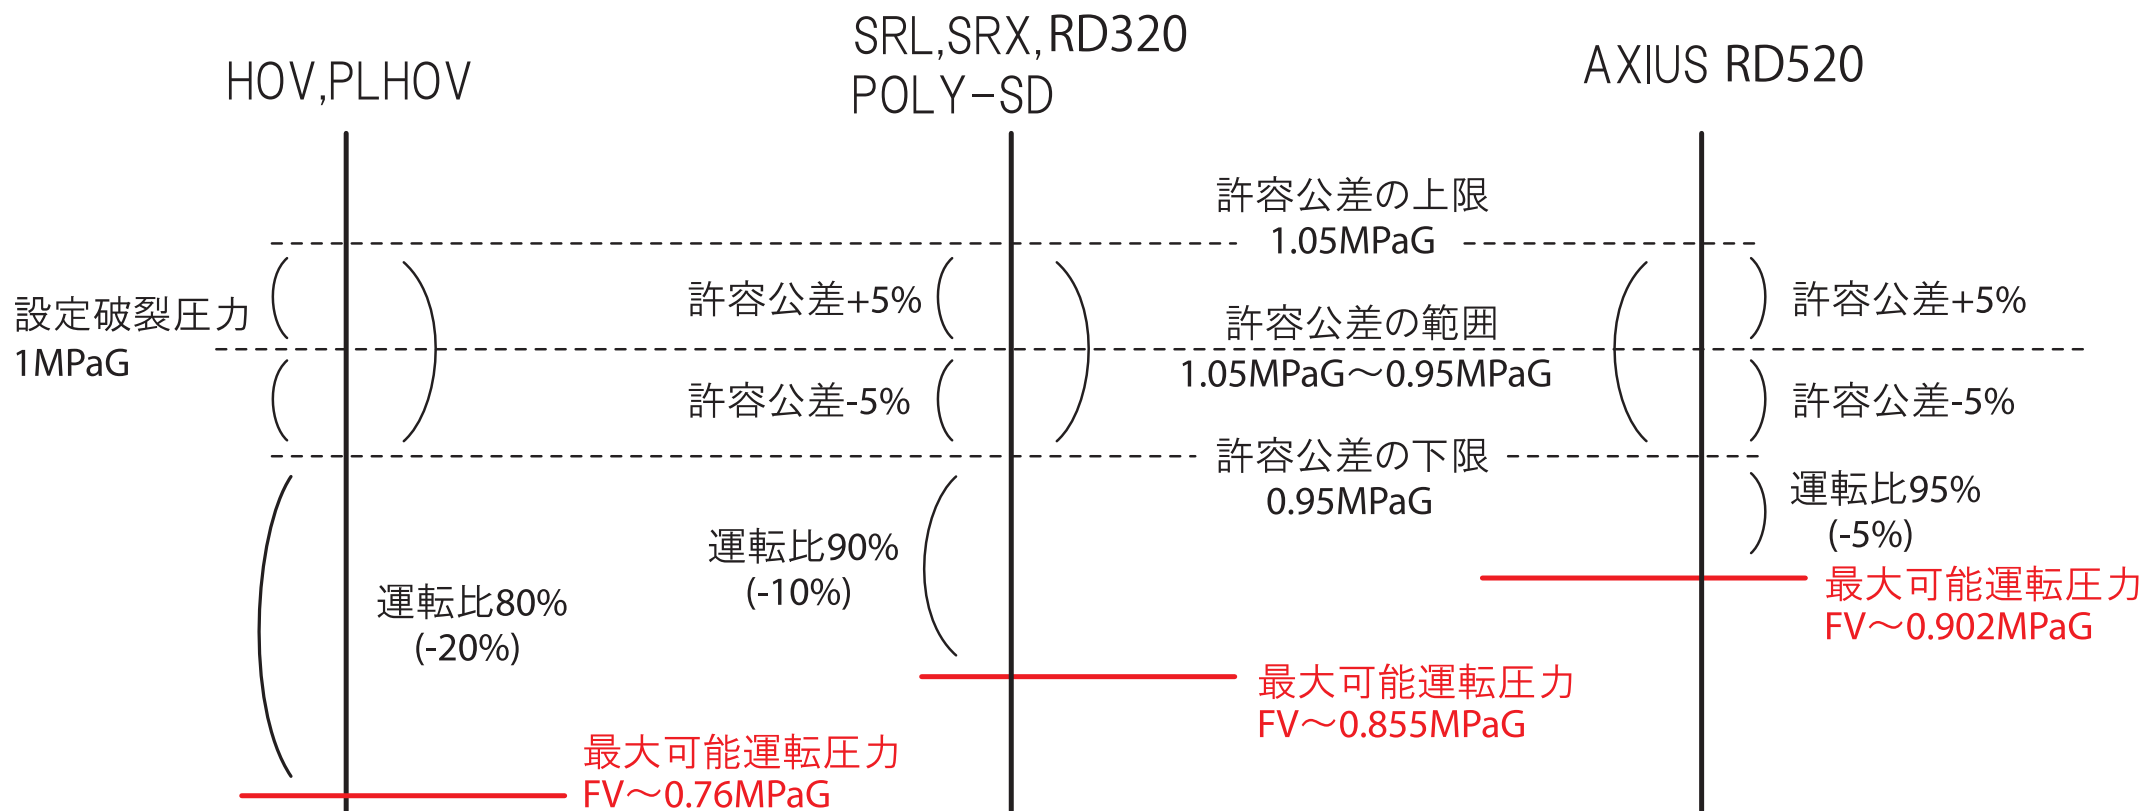 HOV,PLHOV
SRL,SRX,RD320
POLY-SD
AXIUS RD520
許容公差の上限
1.05MPaG
設定破裂圧力
1MPaG
許容公差+5%
許容公差の範囲
1.05MPaG～0.95MPaG
許容公差+5%
許容公差-5%
許容公差-5%
許容公差の下限
0.95MPaG
運転比95%
(-5%)
運転比90%
(-10%)
運転比80%
(-20%)
最大可能運転圧力
FV～0.902MPaG
最大可能運転圧力
FV～0.855MPaG
最大可能運転圧力
FV～0.76MPaG